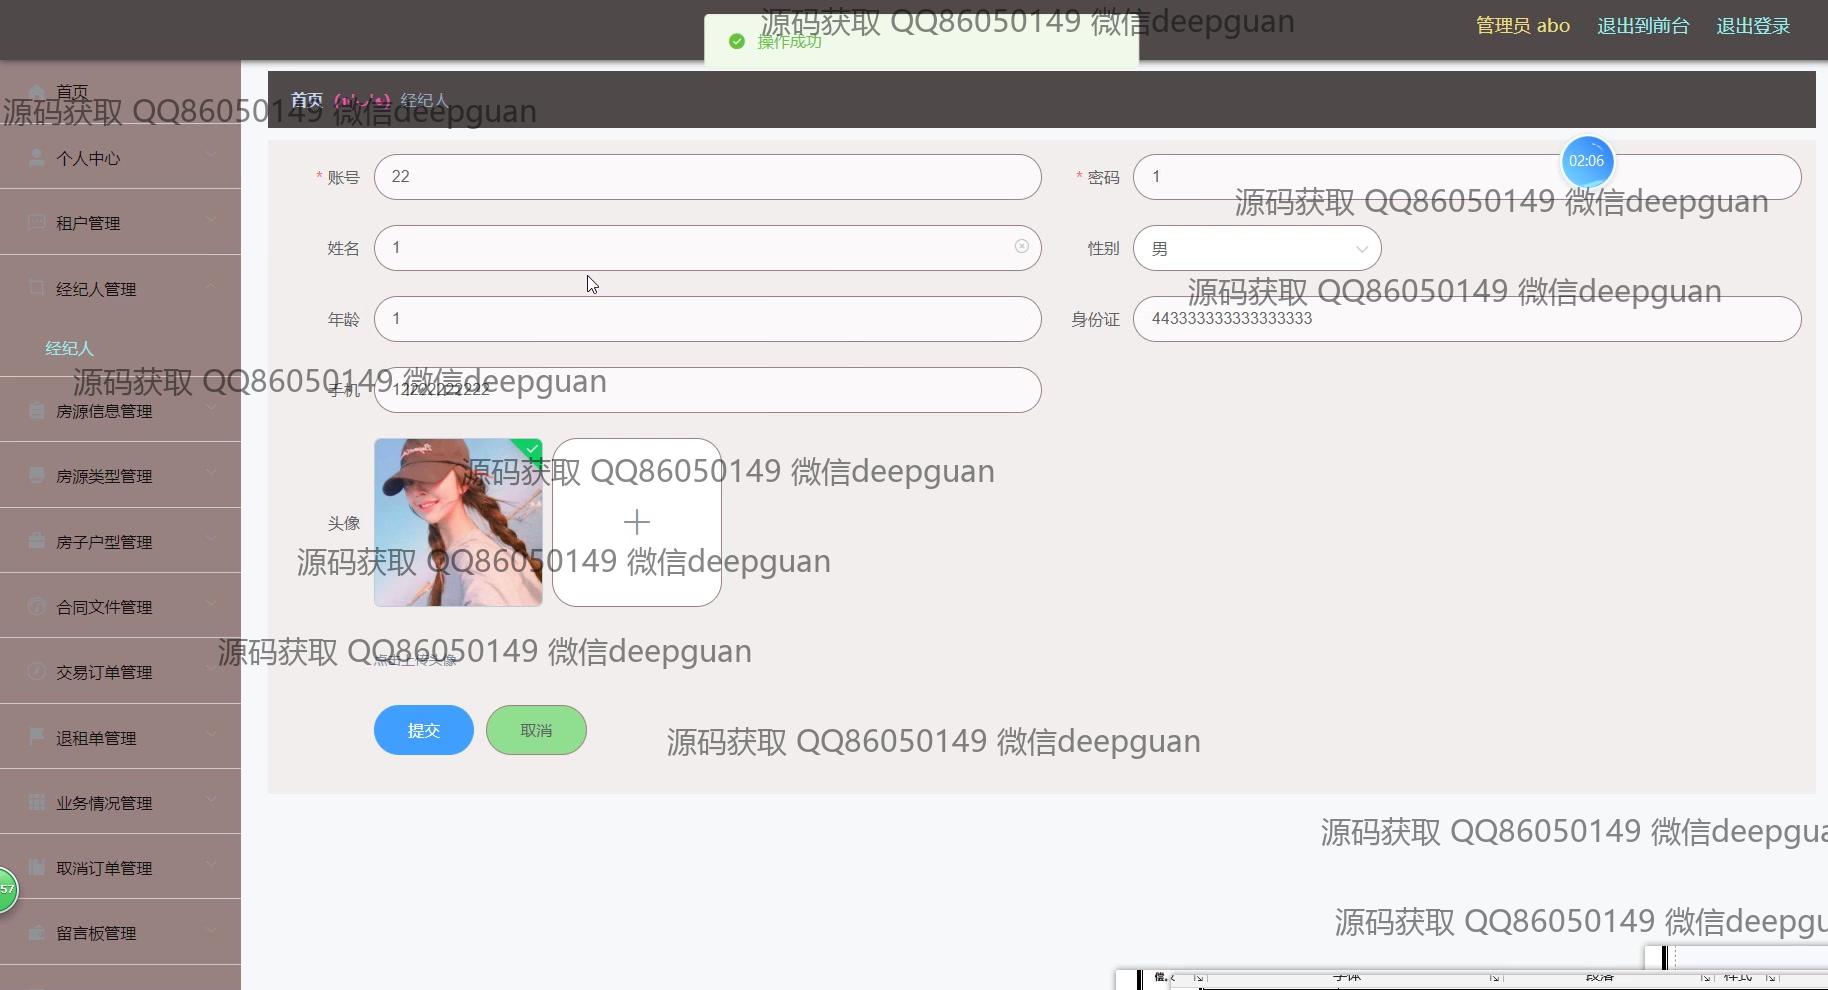 源码获取 QQ86050149 微信deepguan
操作成功
管理员 abo 退出到前台 退出登录
首页
源码获取 QQ86050149 微信deepguan
首页 经纪人
个人中心
租户管理
经纪人管理
经纪人
房源信息管理
房源类型管理
房子户型管理
合同文件管理
交易订单管理
退租单管理
业务情况管理
取消订单管理
留言板管理
57
* 账号 22
* 密码 1
02:06
源码获取 QQ86050149 微信deepguan
姓名 1
性别 男
源码获取 QQ86050149 微信deepguan
年龄 1
身份证 443333333333333333
源码获取 QQ86050149 微信deepguan
手机 12222222222
源码获取 QQ86050149 微信deepguan
头像
源码获取 QQ86050149 微信deepguan
源码获取 QQ86050149 微信deepguan
点击上传头像
提交 取消
源码获取 QQ86050149 微信deepguan
源码获取 QQ86050149 微信deepgua
源码获取 QQ86050149 微信deepgu
字体 段落 样式